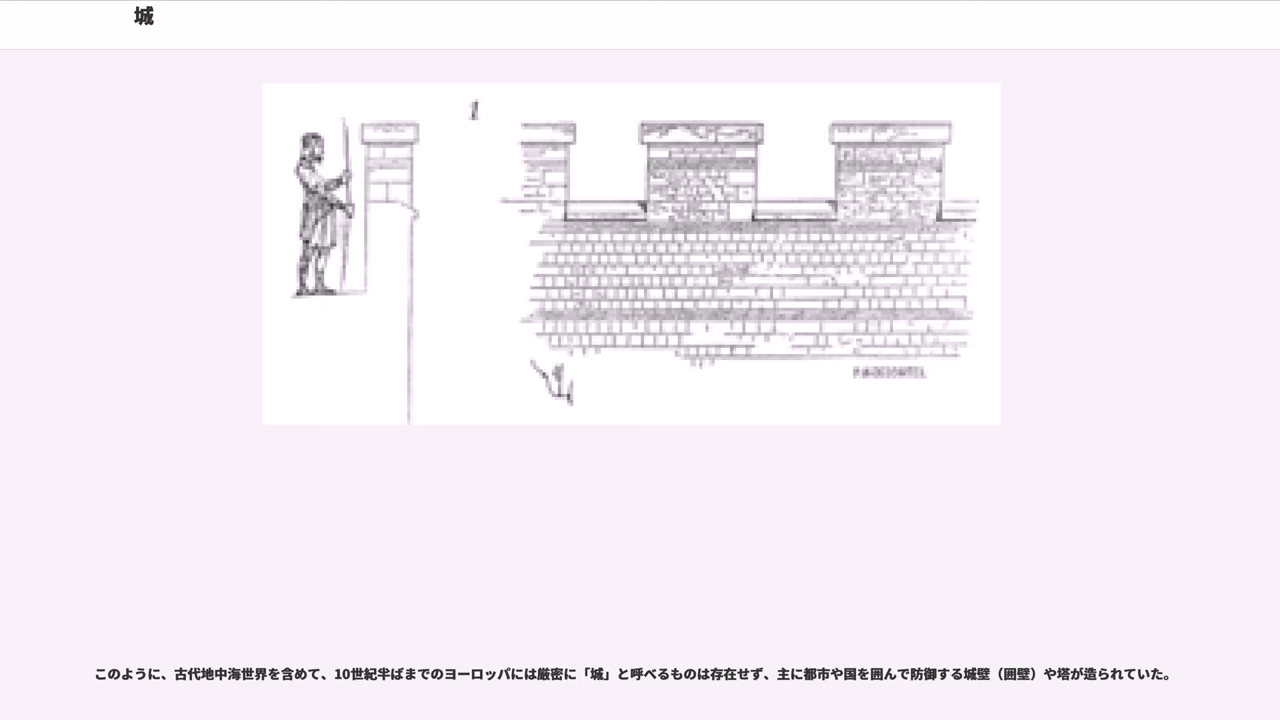 城
1
このように、古代地中海世界を含めて、10世紀半ばまでのヨーロッパには厳密に「城」と呼べるものは存在せず、主に都市や国を囲んで防御する城壁（囲壁）や塔が造られていた。